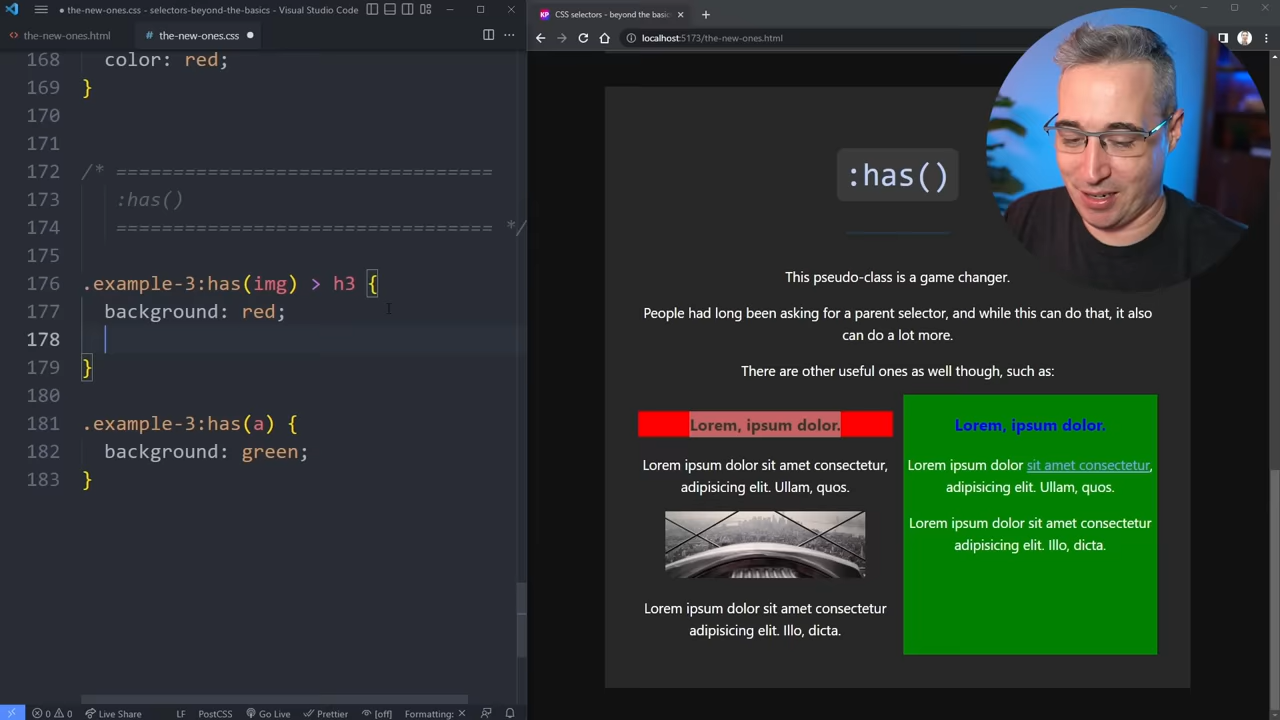 the-new-ones.css - selectors-beyond-the-basics - Visual Studio Code
the-new-ones.html
# the-new-ones.css
168 color: red;
169 }
170
171
172 /* =================================
173 :has()
174 ================================= */
175
176 .example-3:has(img) > h3 {
177 background: red;
178
179 }
180
181 .example-3:has(a) {
182 background: green;
183 }
0 0 Live Share LF PostCSS Go Live Prettier [off] Formatting: ×
KP CSS selectors - beyond the basic
localhost:5173/the-new-ones.html
:has()
This pseudo-class is a game changer.
People had long been asking for a parent selector, and while this can do that, it also
can do a lot more.
There are other useful ones as well though, such as:
Lorem, ipsum dolor.
Lorem ipsum dolor sit amet consectetur,
adipisicing elit. Ullam, quos.
Lorem ipsum dolor sit amet consectetur
adipisicing elit. Illo, dicta.
Lorem, ipsum dolor.
Lorem ipsum dolor sit amet consectetur,
adipisicing elit. Ullam, quos.
Lorem ipsum dolor sit amet consectetur
adipisicing elit. Illo, dicta.